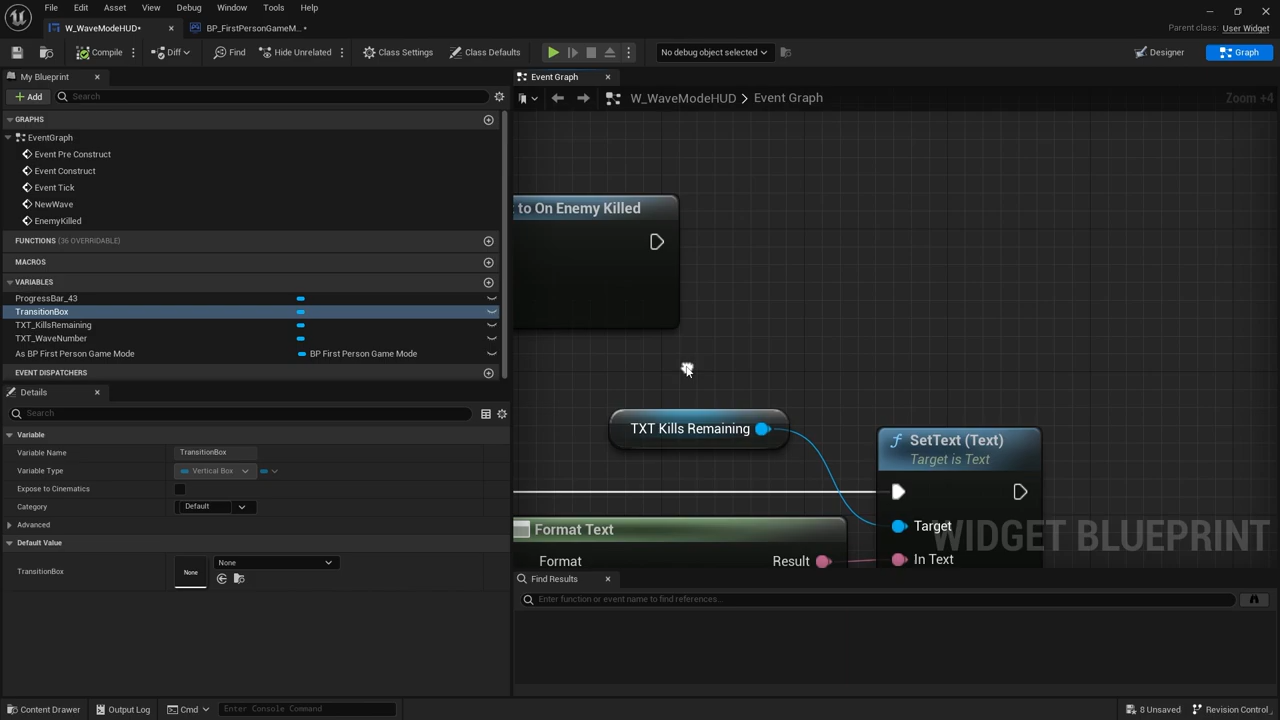 File Edit Asset View Debug Window Tools Help
W_WaveModeHUD•
BP_FirstPersonGameM...•
Parent class: User Widget
Compile
Diff
Find
Hide Unrelated
Class Settings
Class Defaults
No debug object selected
Designer
Graph
My Blueprint
Event Graph
Add
Search
W_WaveModeHUD > Event Graph
Zoom +4
GRAPHS
EventGraph
Event Pre Construct
Event Construct
Event Tick
NewWave
EnemyKilled
FUNCTIONS (36 OVERRIDABLE)
MACROS
VARIABLES
ProgressBar_43
TransitionBox
TXT_KillsRemaining
TXT_WaveNumber
As BP First Person Game Mode
BP First Person Game Mode
EVENT DISPATCHERS
to On Enemy Killed
TXT Kills Remaining
SetText (Text)
Target is Text
Target
In Text
Format Text
Format
Result
WIDGET BLUEPRINT
Details
Search
Variable
Variable Name
TransitionBox
Variable Type
Vertical Box
Expose to Cinematics
Category
Default
Advanced
Default Value
TransitionBox
None
None
Find Results
Enter function or event name to find references...
Content Drawer
Output Log
Cmd
Enter Console Command
8 Unsaved
Revision Control